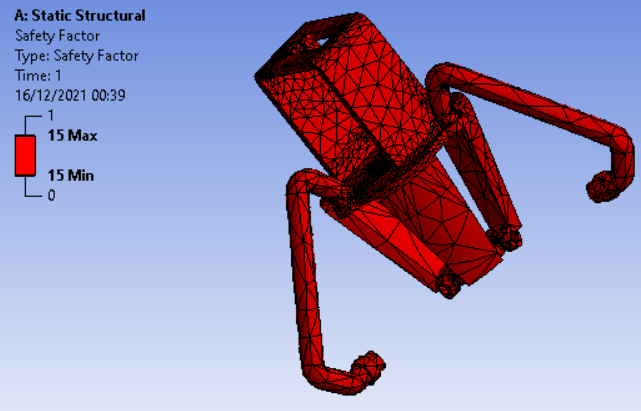 A: Static Structural
Safety Factor
Type: Safety Factor
Time: 1
16/12/2021 00:39
1
15 Max
15 Min
0